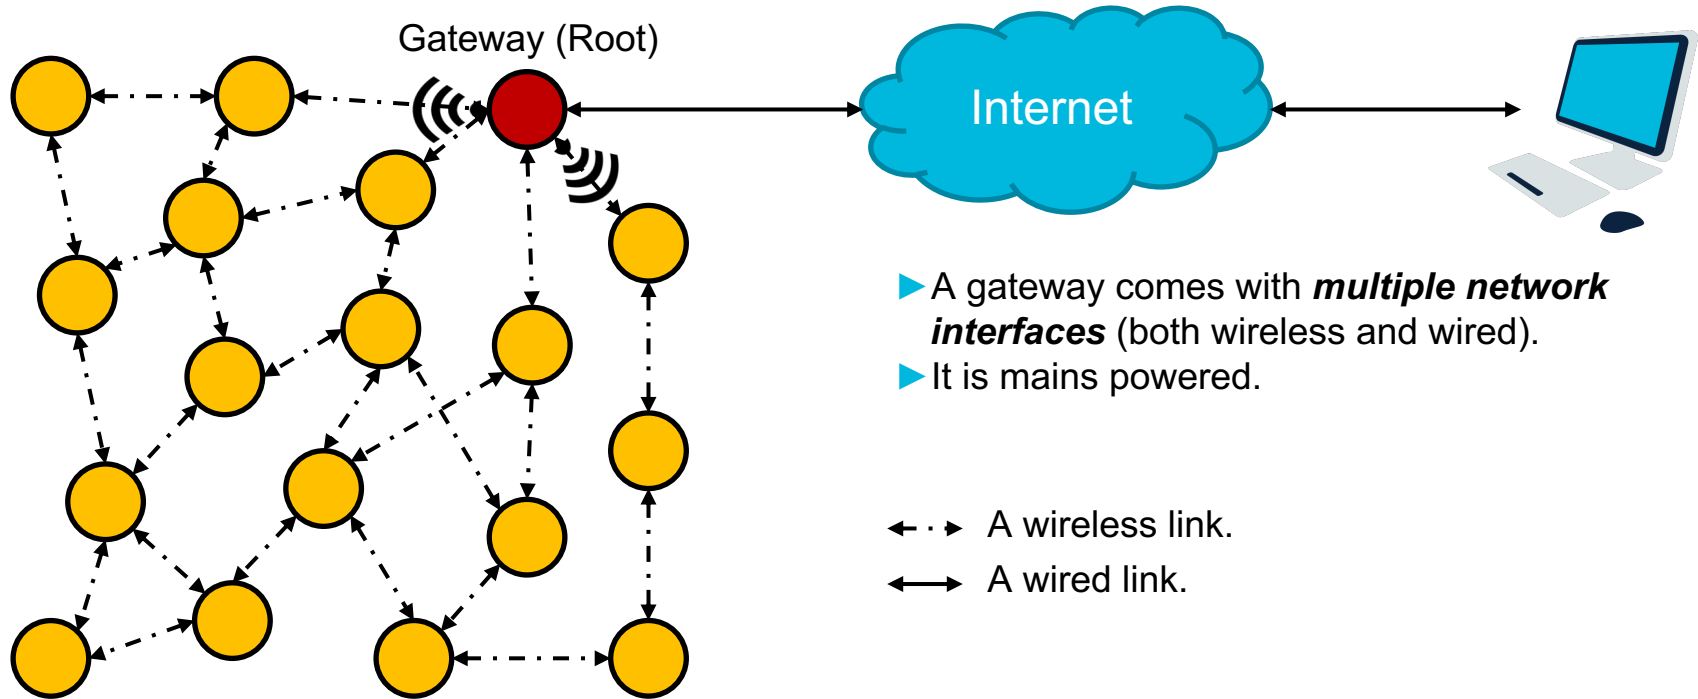 Gateway (Root)
Internet
A gateway comes with multiple network
interfaces (both wireless and wired).
It is mains powered.
A wireless link.
A wired link.